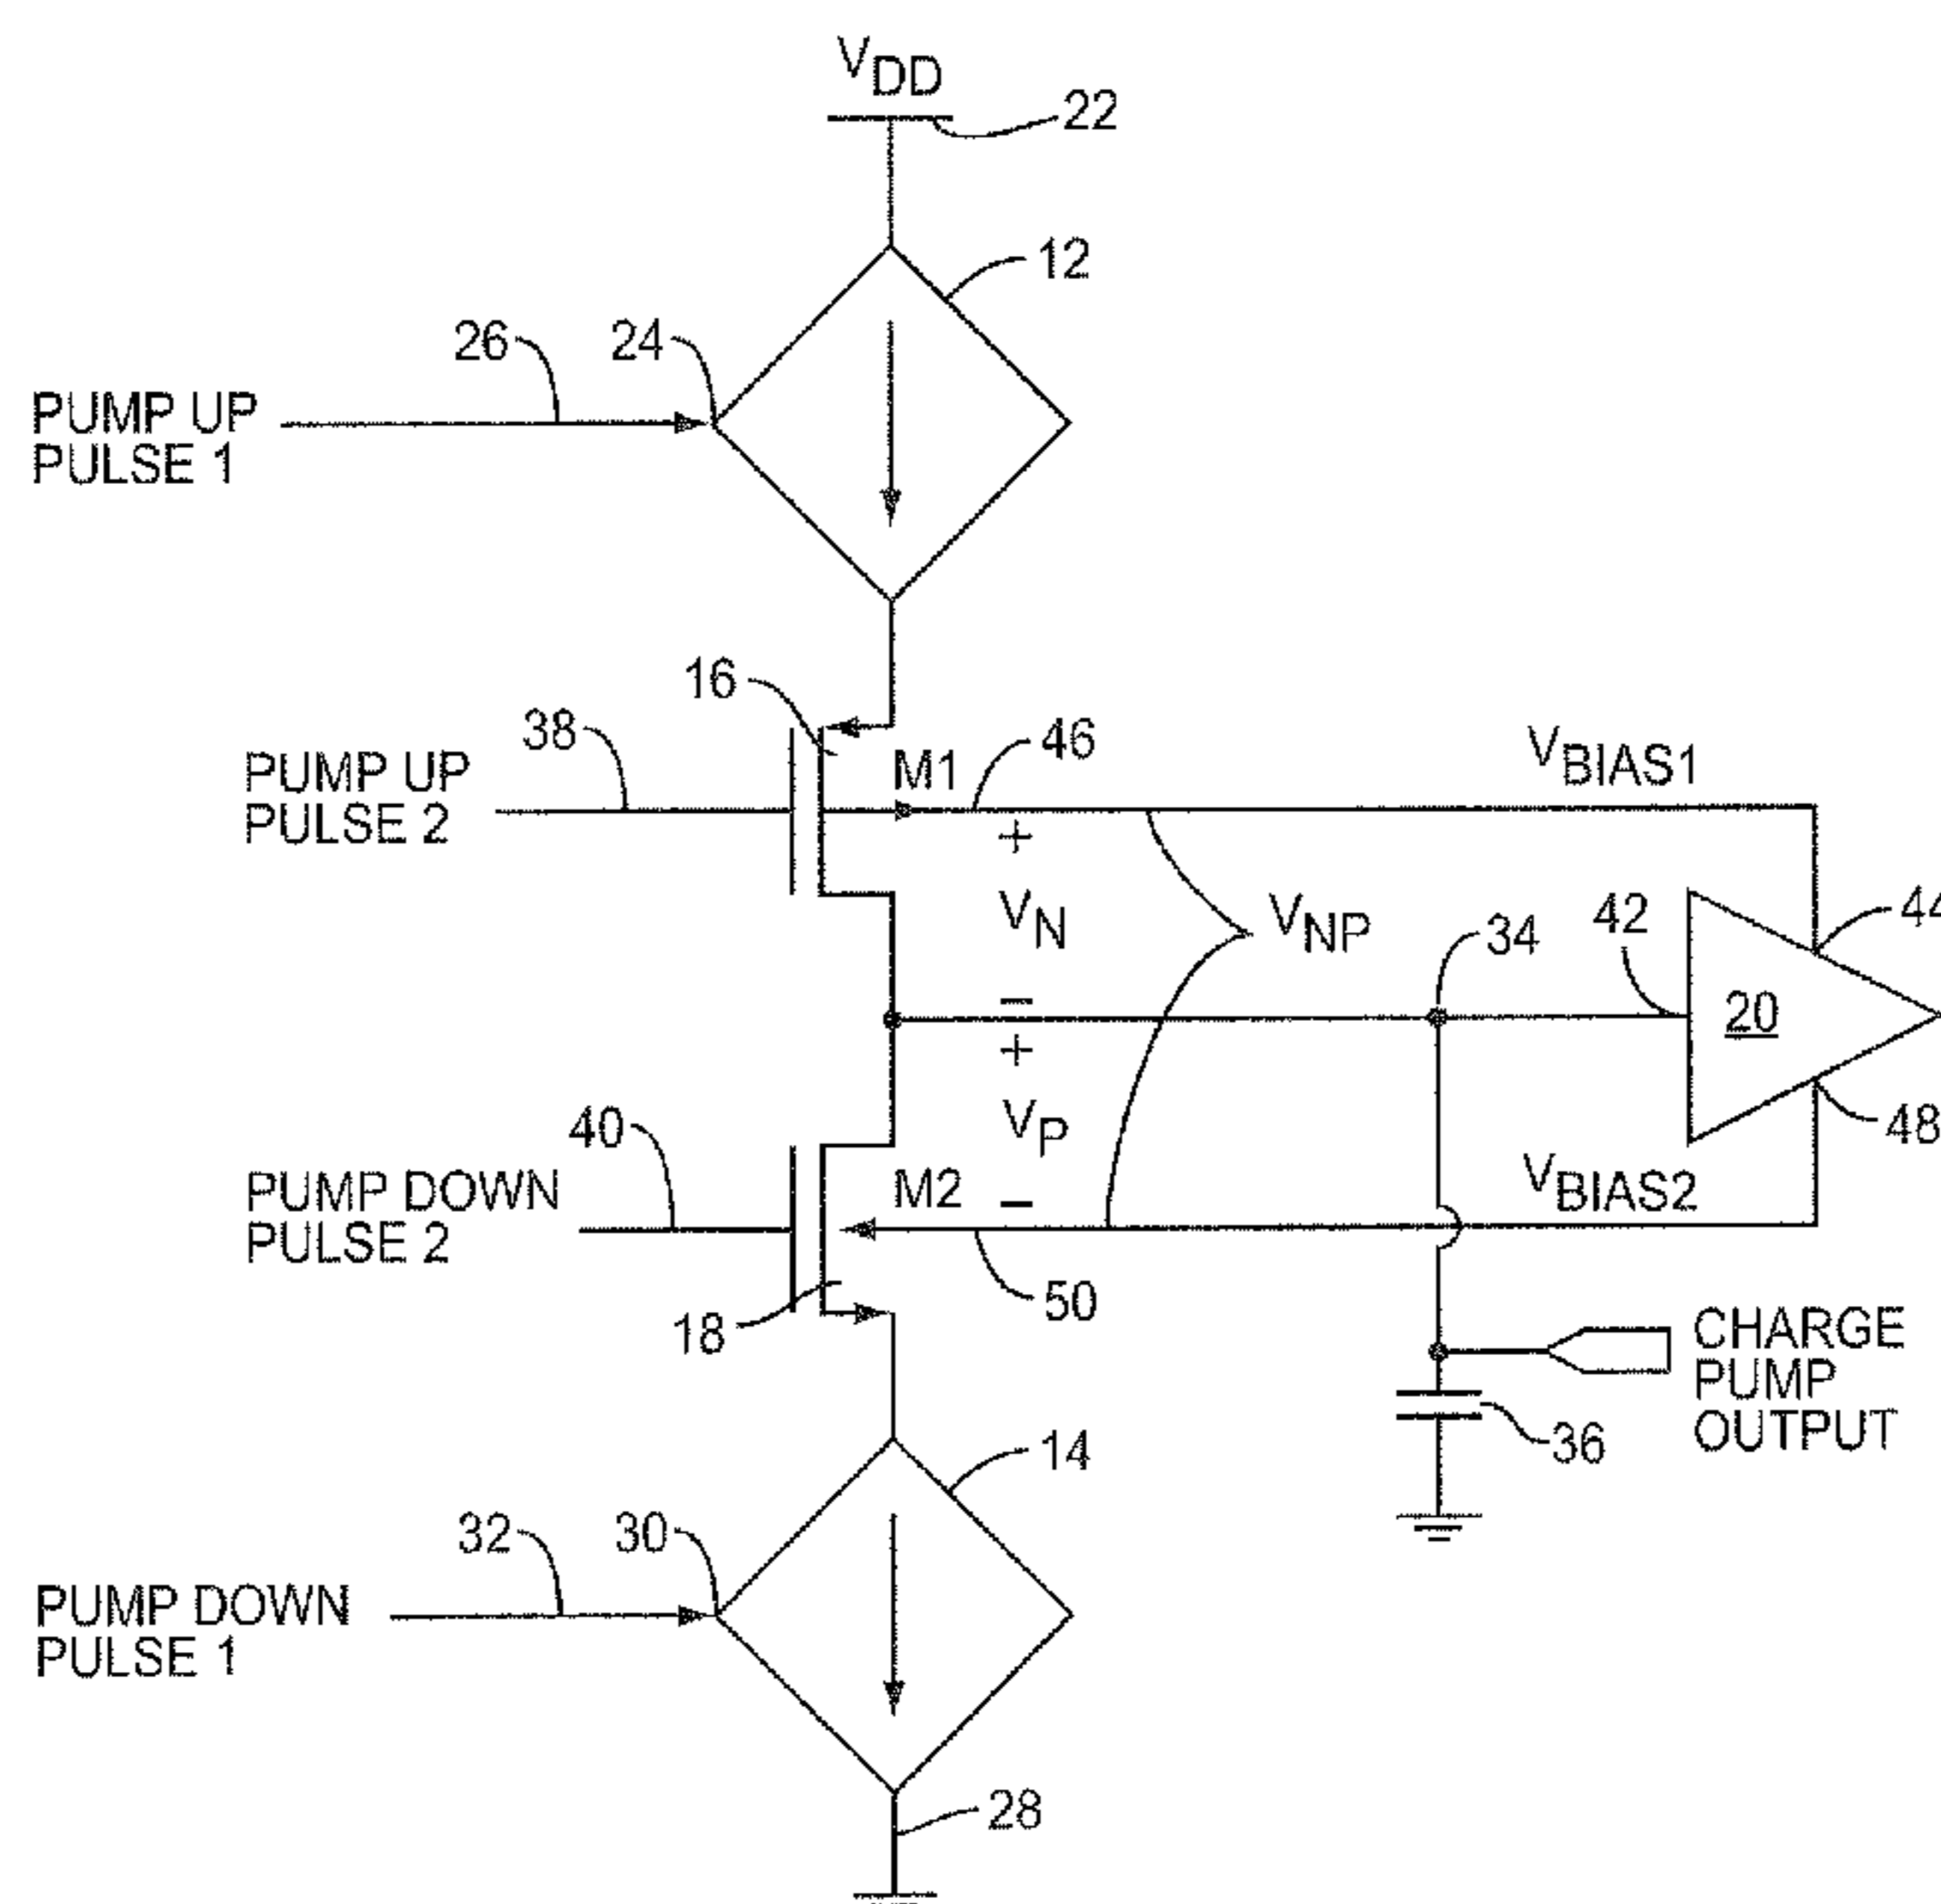 VDD
22
12
26
24
PUMP UP
PULSE 1
16
38
M1
46
VBIAS1
PUMP UP
PULSE 2
+
VN
VNP
34
42
44
20
−
+
VP
40
48
PUMP DOWN
PULSE 2
M2
−
VBIAS2
50
18
CHARGE
PUMP
OUTPUT
36
14
32
30
PUMP DOWN
PULSE 1
28